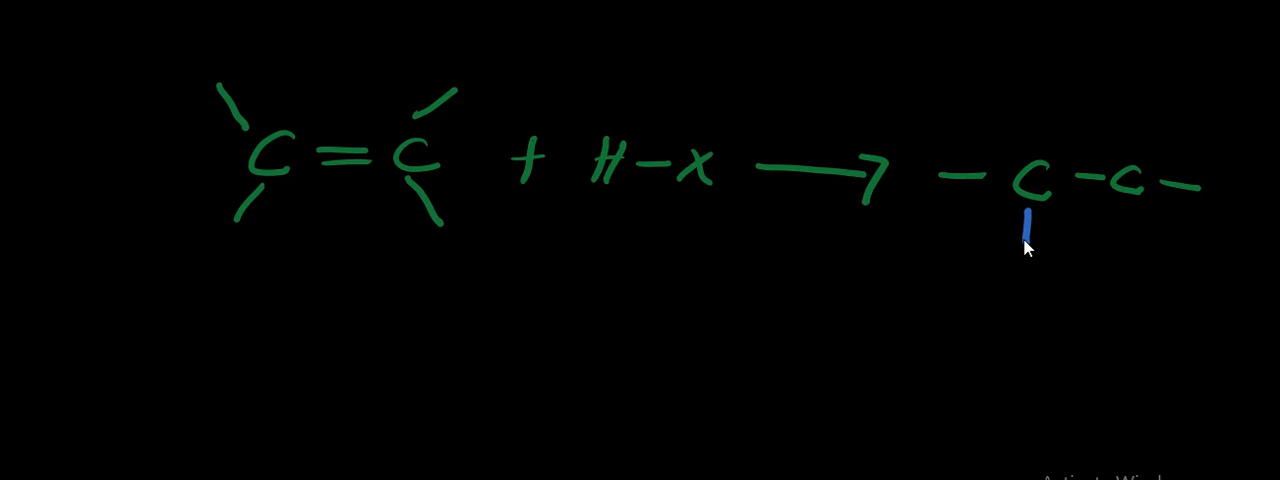 C = C + H - X → - C - C -